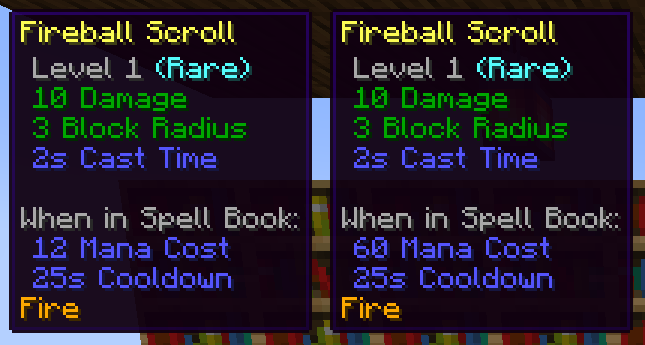 Fireball Scroll
Level 1 (Rare)
10 Damage
3 Block Radius
2s Cast Time
When in Spell Book:
12 Mana Cost
25s Cooldown
Fire
Fireball Scroll
Level 1 (Rare)
10 Damage
3 Block Radius
2s Cast Time
When in Spell Book:
60 Mana Cost
25s Cooldown
Fire